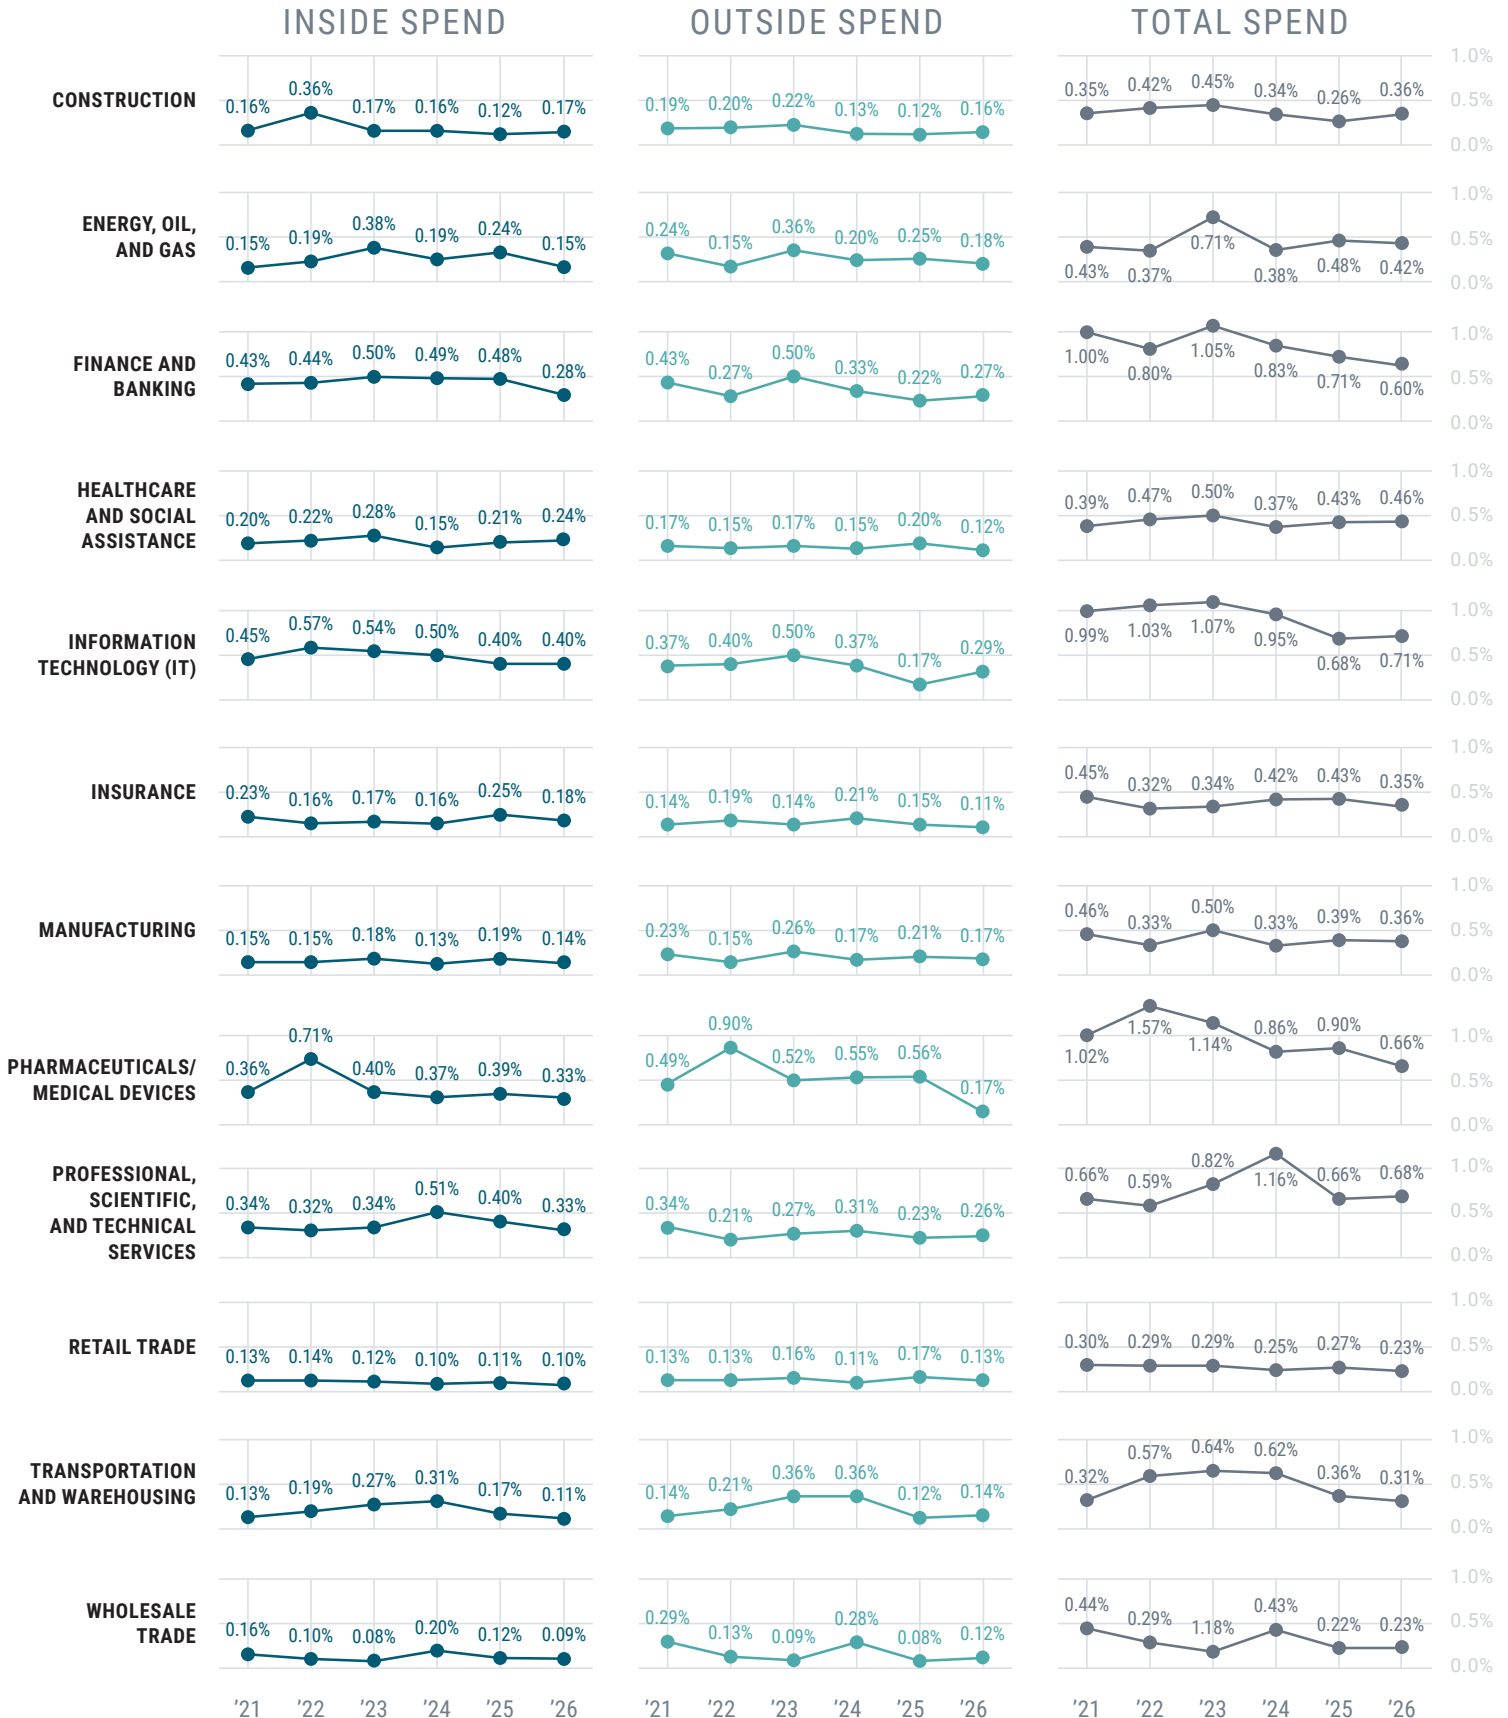 INSIDE SPEND OUTSIDE SPEND TOTAL SPEND
CONSTRUCTION
0.16% 0.36% 0.17% 0.16% 0.12% 0.17%
0.19% 0.20% 0.22% 0.13% 0.12% 0.16%
0.35% 0.42% 0.45% 0.34% 0.26% 0.36%
1.0%
0.5%
0.0%
ENERGY, OIL,
AND GAS
0.15% 0.19% 0.38% 0.19% 0.24% 0.15%
0.24% 0.15% 0.36% 0.20% 0.25% 0.18%
0.43% 0.37% 0.71% 0.38% 0.48% 0.42%
1.0%
0.5%
0.0%
FINANCE AND
BANKING
0.43% 0.44% 0.50% 0.49% 0.48% 0.28%
0.43% 0.27% 0.50% 0.33% 0.22% 0.27%
1.00% 0.80% 1.05% 0.83% 0.71% 0.60%
1.0%
0.5%
0.0%
HEALTHCARE
AND SOCIAL
ASSISTANCE
0.20% 0.22% 0.28% 0.15% 0.21% 0.24%
0.17% 0.15% 0.17% 0.15% 0.20% 0.12%
0.39% 0.47% 0.50% 0.37% 0.43% 0.46%
1.0%
0.5%
0.0%
INFORMATION
TECHNOLOGY (IT)
0.45% 0.57% 0.54% 0.50% 0.40% 0.40%
0.37% 0.40% 0.50% 0.37% 0.17% 0.29%
0.99% 1.03% 1.07% 0.95% 0.68% 0.71%
1.0%
0.5%
0.0%
INSURANCE
0.23% 0.16% 0.17% 0.16% 0.25% 0.18%
0.14% 0.19% 0.14% 0.21% 0.15% 0.11%
0.45% 0.32% 0.34% 0.42% 0.43% 0.35%
1.0%
0.5%
0.0%
MANUFACTURING
0.15% 0.15% 0.18% 0.13% 0.19% 0.14%
0.23% 0.15% 0.26% 0.17% 0.21% 0.17%
0.46% 0.33% 0.50% 0.33% 0.39% 0.36%
1.0%
0.5%
0.0%
PHARMACEUTICALS/
MEDICAL DEVICES
0.36% 0.71% 0.40% 0.37% 0.39% 0.33%
0.49% 0.90% 0.52% 0.55% 0.56% 0.17%
1.02% 1.57% 1.14% 0.86% 0.90% 0.66%
1.0%
0.5%
0.0%
PROFESSIONAL,
SCIENTIFIC,
AND TECHNICAL
SERVICES
0.34% 0.32% 0.34% 0.51% 0.40% 0.33%
0.34% 0.21% 0.27% 0.31% 0.23% 0.26%
0.66% 0.59% 0.82% 1.16% 0.66% 0.68%
1.0%
0.5%
0.0%
RETAIL TRADE
0.13% 0.14% 0.12% 0.10% 0.11% 0.10%
0.13% 0.13% 0.16% 0.11% 0.17% 0.13%
0.30% 0.29% 0.29% 0.25% 0.27% 0.23%
1.0%
0.5%
0.0%
TRANSPORTATION
AND WAREHOUSING
0.13% 0.19% 0.27% 0.31% 0.17% 0.11%
0.14% 0.21% 0.36% 0.36% 0.12% 0.14%
0.32% 0.57% 0.64% 0.62% 0.36% 0.31%
1.0%
0.5%
0.0%
WHOLESALE
TRADE
0.16% 0.10% 0.08% 0.20% 0.12% 0.09%
0.29% 0.13% 0.09% 0.28% 0.08% 0.12%
0.44% 0.29% 1.18% 0.43% 0.22% 0.23%
1.0%
0.5%
0.0%
’21 ’22 ’23 ’24 ’25 ’26 ’21 ’22 ’23 ’24 ’25 ’26 ’21 ’22 ’23 ’24 ’25 ’26